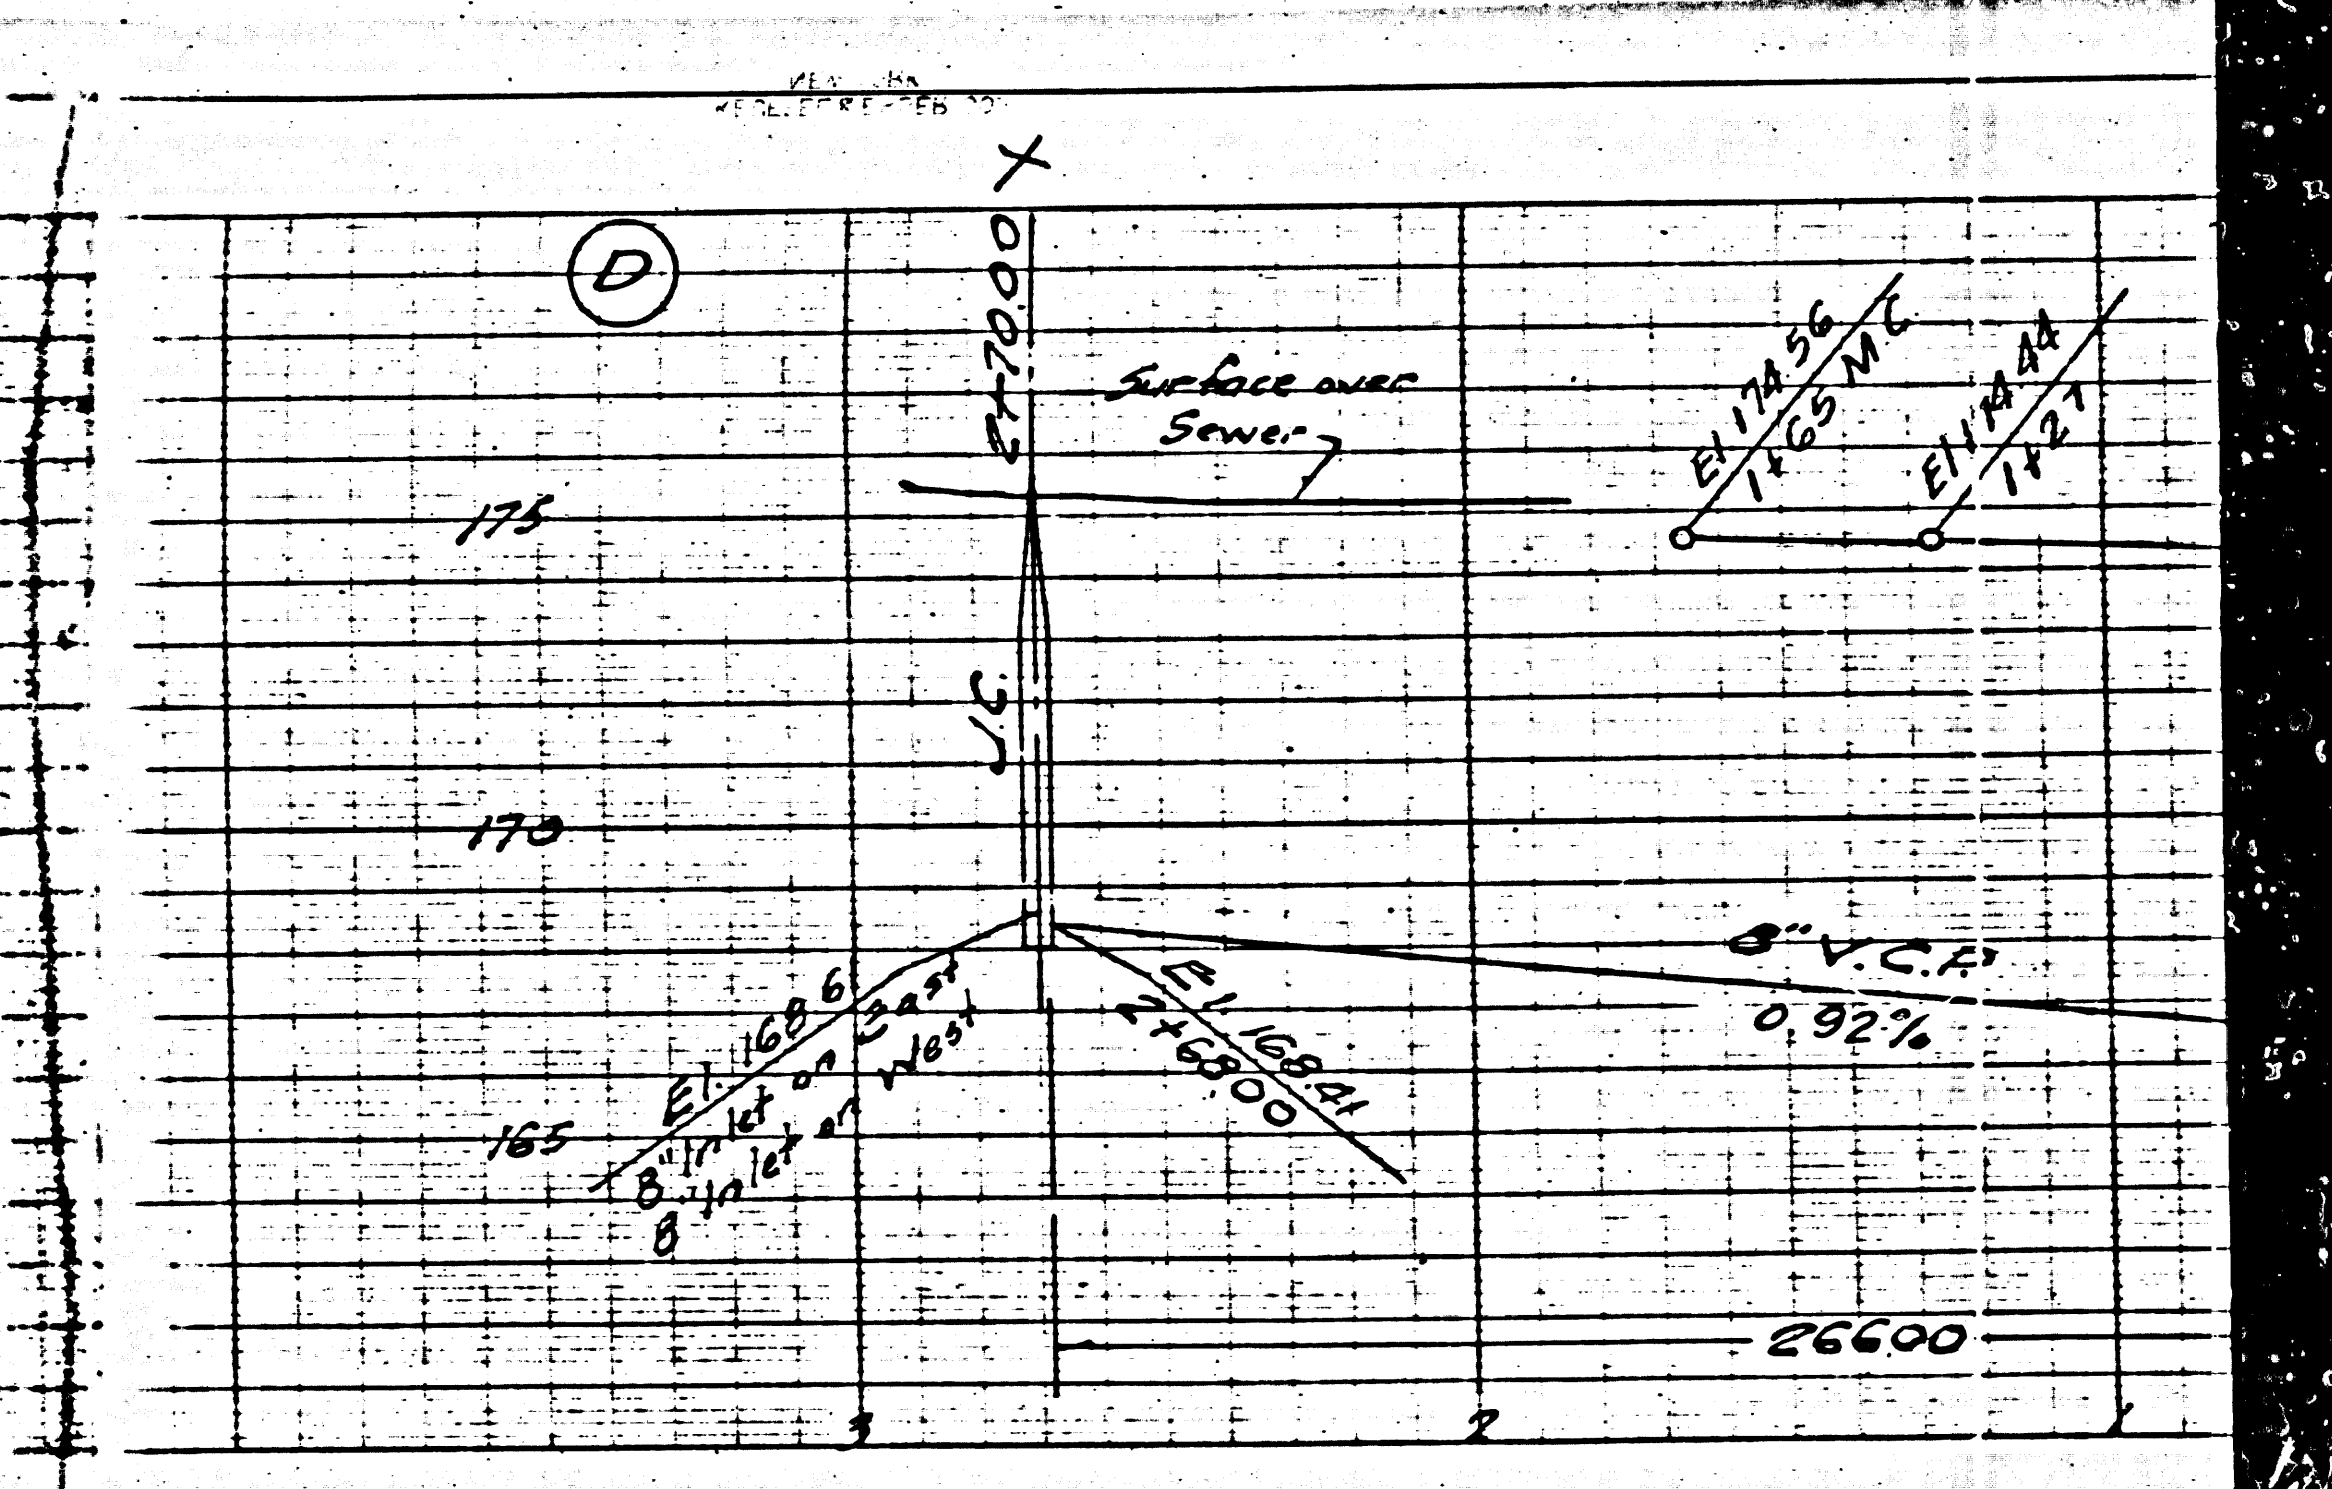 X
D
2+70.00
Surface over
Sewer
El 174.56
1+65 M.C.
El 174.44
1+27
175
J.C.
170
8" V.C.P.
0.92%
El. 168.6
8" Inlet on East
8" Inlet on West
El 168.41
2+68.00
165
266.00
3
2
1